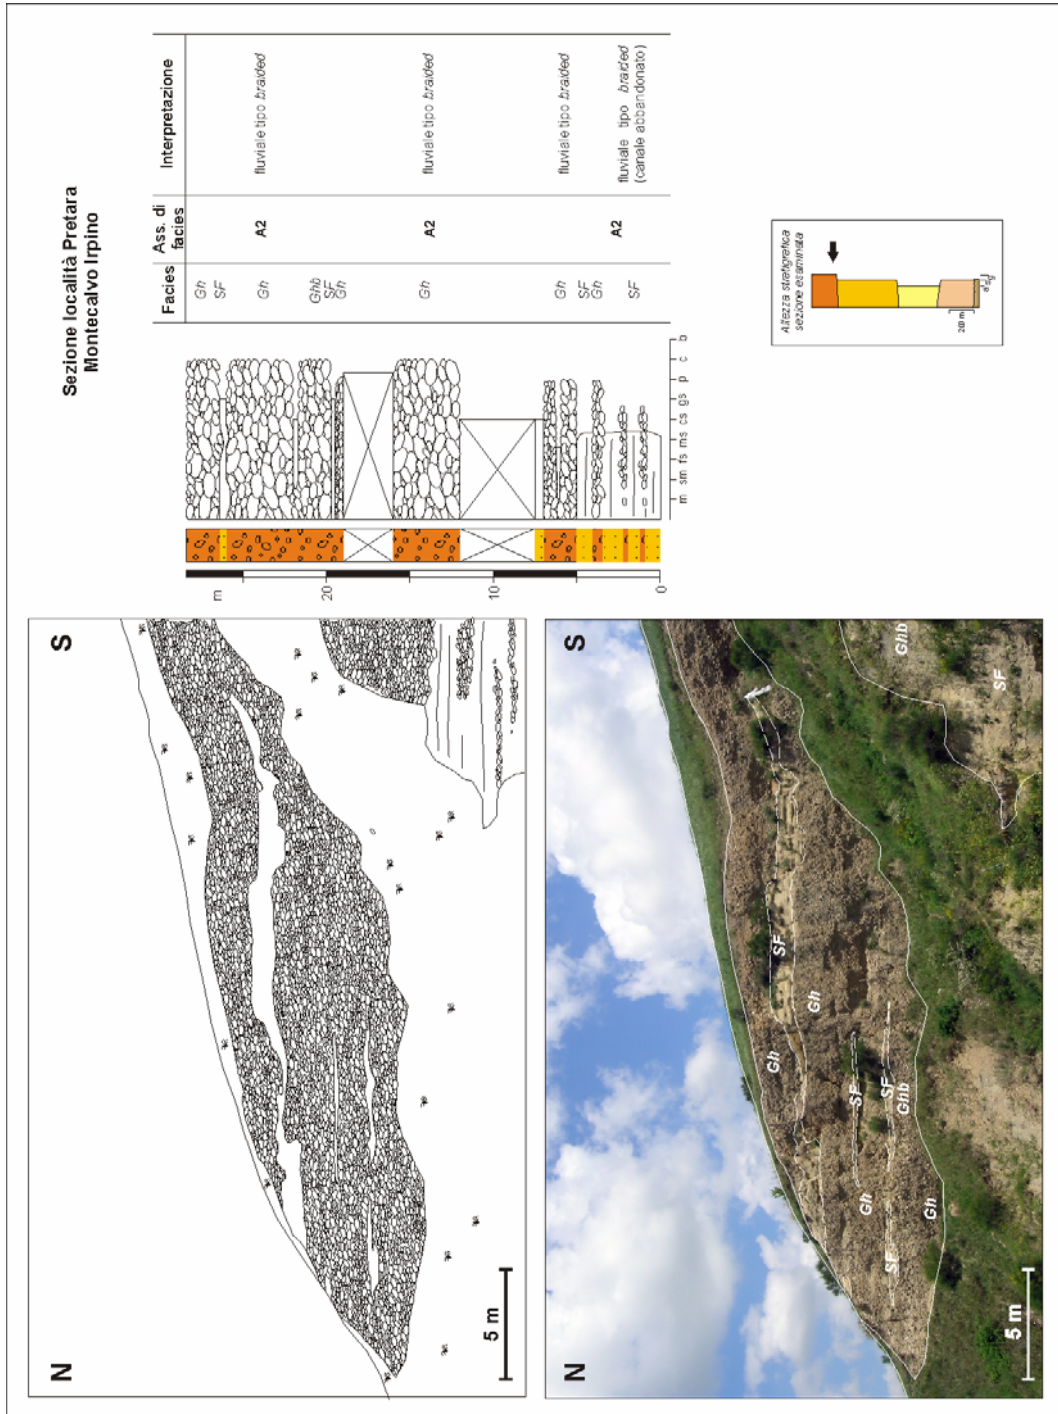 Sezione località Pretara
Montecalvo Irpino
Facies
Ass. di
facies
Interpretazione
Gh
SF
Gh
A2
fluviale tipo braided
Ghb
SF
Gh
Gh
A2
fluviale tipo braided
Gh
SF
Gh
A2
fluviale tipo braided
SF
fluviale tipo braided
(canale abbandonato)
m
20
10
0
m sm fs ms cs gs p c b
Altezza stratigrafica
sezione esaminata
200 m
N
S
5 m
N
S
Gh
SF
Gh
Gh
SF
SF
Ghb
SF
Gh
Ghb
SF
5 m